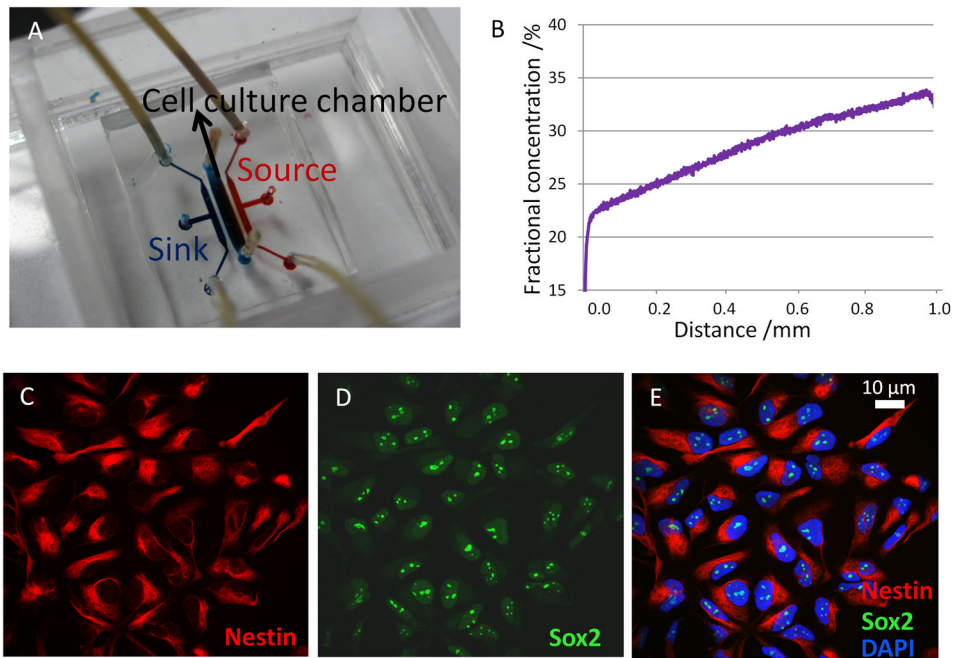 A
Cell culture chamber
Source
Sink
B
Fractional concentration /%
40
35
30
25
22
15
0.0 0.2 0.4 0.6 0.8 1.0
Distance /mm
C
Nestin
D
Sox2
E
10 µm
Nestin
Sox2
DAPI